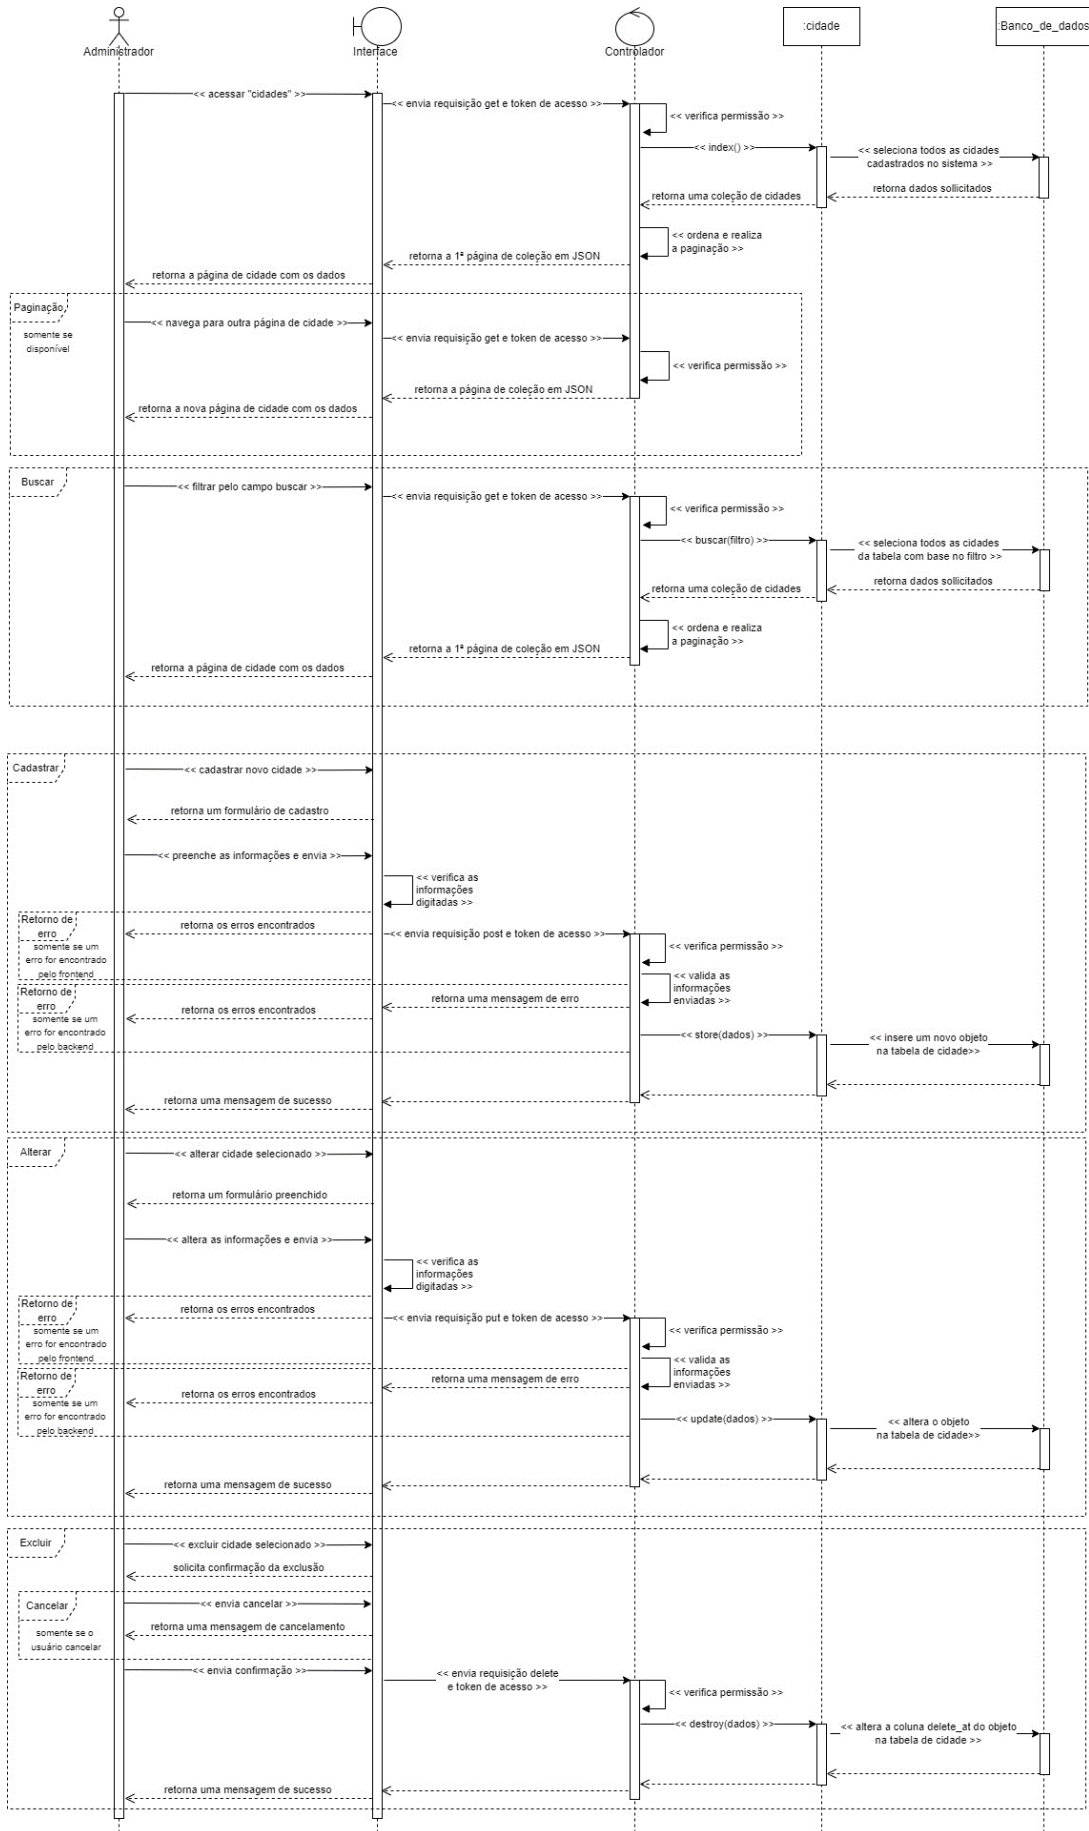 Administrador
Interface
Controlador
:cidade
:Banco_de_dados
<< acessar "cidades" >>
<< envia requisição get e token de acesso >>
<< verifica permissão >>
<< index() >>
<< seleciona todos as cidades
cadastrados no sistema >>
retorna dados sollicitados
retorna uma coleção de cidades
<< ordena e realiza
a paginação >>
retorna a 1ª página de coleção em JSON
retorna a página de cidade com os dados
Paginação
somente se
disponível
<< navega para outra página de cidade >>
<< envia requisição get e token de acesso >>
<< verifica permissão >>
retorna a página de coleção em JSON
retorna a nova página de cidade com os dados
Buscar
<< filtrar pelo campo buscar >>
<< envia requisição get e token de acesso >>
<< verifica permissão >>
<< buscar(filtro) >>
<< seleciona todos as cidades
da tabela com base no filtro >>
retorna dados sollicitados
retorna uma coleção de cidades
<< ordena e realiza
a paginação >>
retorna a 1ª página de coleção em JSON
retorna a página de cidade com os dados
Cadastrar
<< cadastrar novo cidade >>
retorna um formulário de cadastro
<< preenche as informações e envia >>
<< verifica as
informações
digitadas >>
Retorno de
erro
somente se um
erro for encontrado
pelo frontend
retorna os erros encontrados
<< envia requisição post e token de acesso >>
<< verifica permissão >>
<< valida as
informações
enviadas >>
Retorno de
erro
somente se um
erro for encontrado
pelo backend
retorna uma mensagem de erro
retorna os erros encontrados
<< store(dados) >>
<< insere um novo objeto
na tabela de cidade>>
retorna uma mensagem de sucesso
Alterar
<< alterar cidade selecionado >>
retorna um formulário preenchido
<< altera as informações e envia >>
<< verifica as
informações
digitadas >>
Retorno de
erro
somente se um
erro for encontrado
pelo frontend
retorna os erros encontrados
<< envia requisição put e token de acesso >>
<< verifica permissão >>
<< valida as
informações
enviadas >>
Retorno de
erro
somente se um
erro for encontrado
pelo backend
retorna uma mensagem de erro
retorna os erros encontrados
<< update(dados) >>
<< altera o objeto
na tabela de cidade>>
retorna uma mensagem de sucesso
Excluir
<< excluir cidade selecionado >>
solicita confirmação da exclusão
Cancelar
somente se o
usuário cancelar
<< envia cancelar >>
retorna uma mensagem de cancelamento
<< envia confirmação >>
<< envia requisição delete
e token de acesso >>
<< verifica permissão >>
<< destroy(dados) >>
<< altera a coluna delete_at do objeto
na tabela de cidade >>
retorna uma mensagem de sucesso